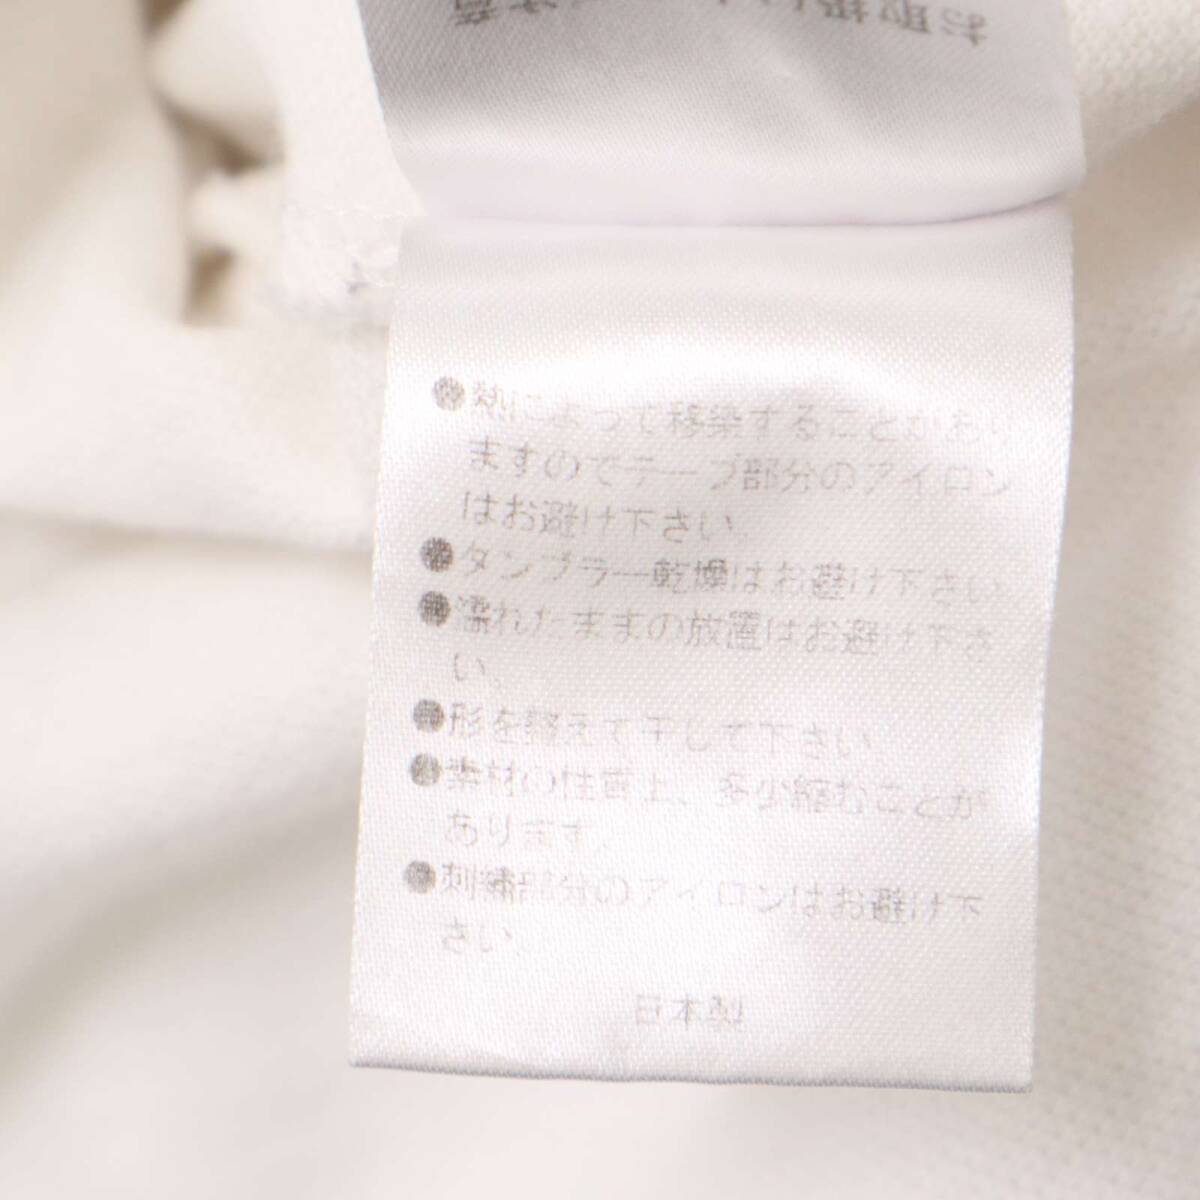 ●熱によって移染することがあり
ますのでテープ部分のアイロン
はお避け下さい.
●タンブラー乾燥はお避け下さい
●濡れたままの放置はお避け下さ
い.
●形を整えて干して下さい.
●素材の性質上、多少縮むことが
あります.
●刺繍部分のアイロンはお避け下
さい.
日本製